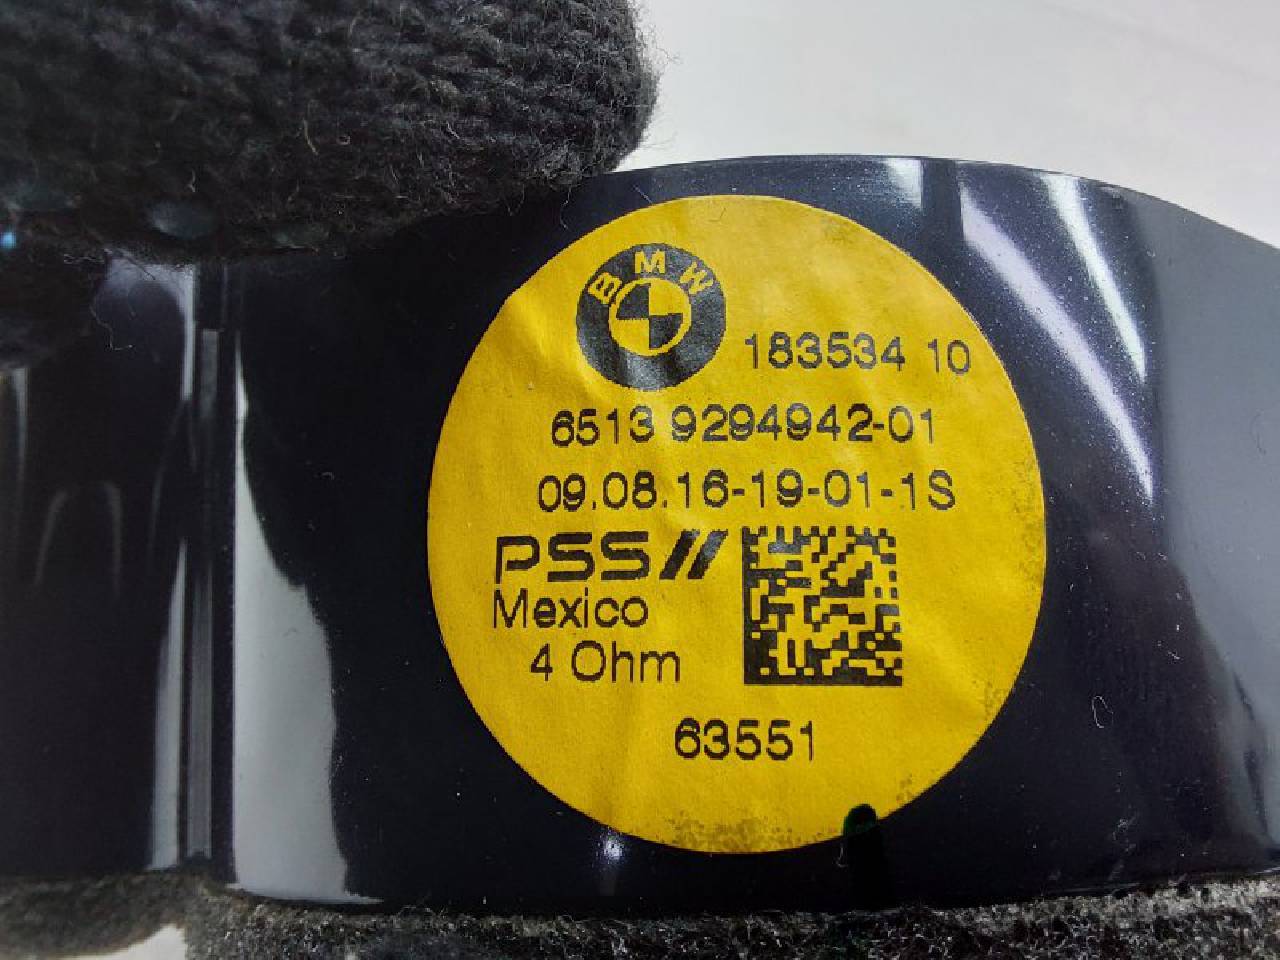 BMW
183534 10
6513 9294942-01
09.08.16-19-01-1S
PSS//
Mexico
4 Ohm
63551